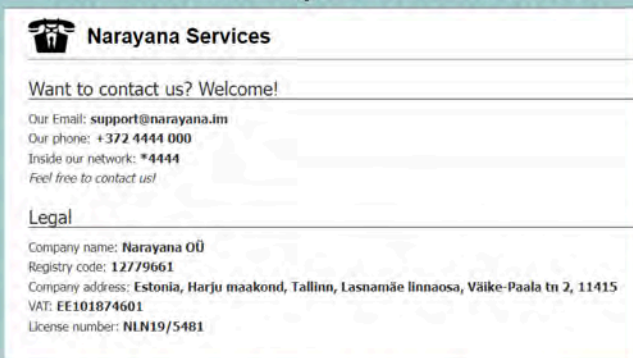 Narayana Services
Want to contact us? Welcome!
Our Email: support@narayana.im
Our phone: +372 4444 000
Inside our network: *4444
Feel free to contact us!
Legal
Company name: Narayana OÜ
Registry code: 12779661
Company address: Estonia, Harju maakond, Tallinn, Lasnamäe linnaosa, Väike-Paala tn 2, 11415
VAT: EE101874601
License number: NLN19/5481